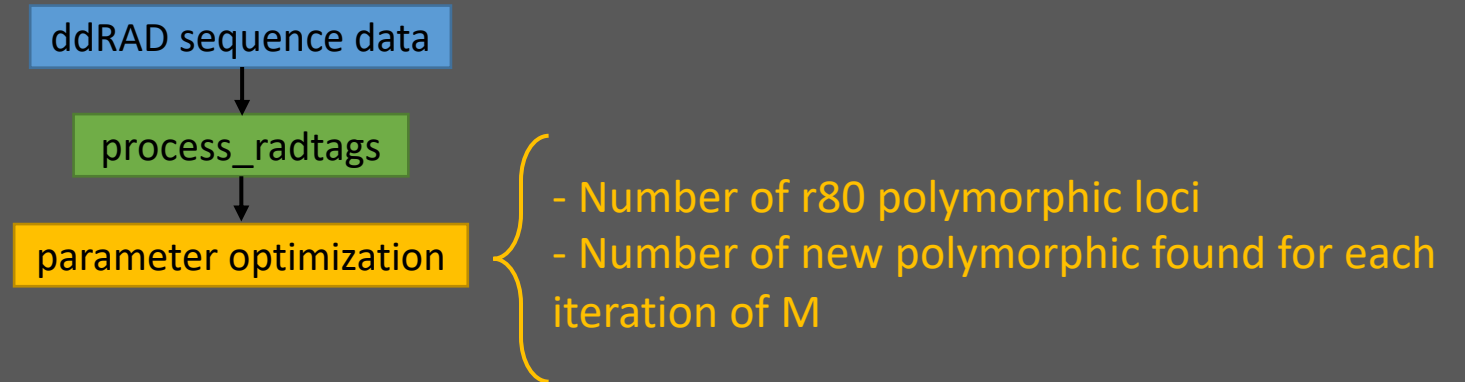 ddRAD sequence data
process_radtags
parameter optimization
- Number of r80 polymorphic loci
- Number of new polymorphic found for each
iteration of M